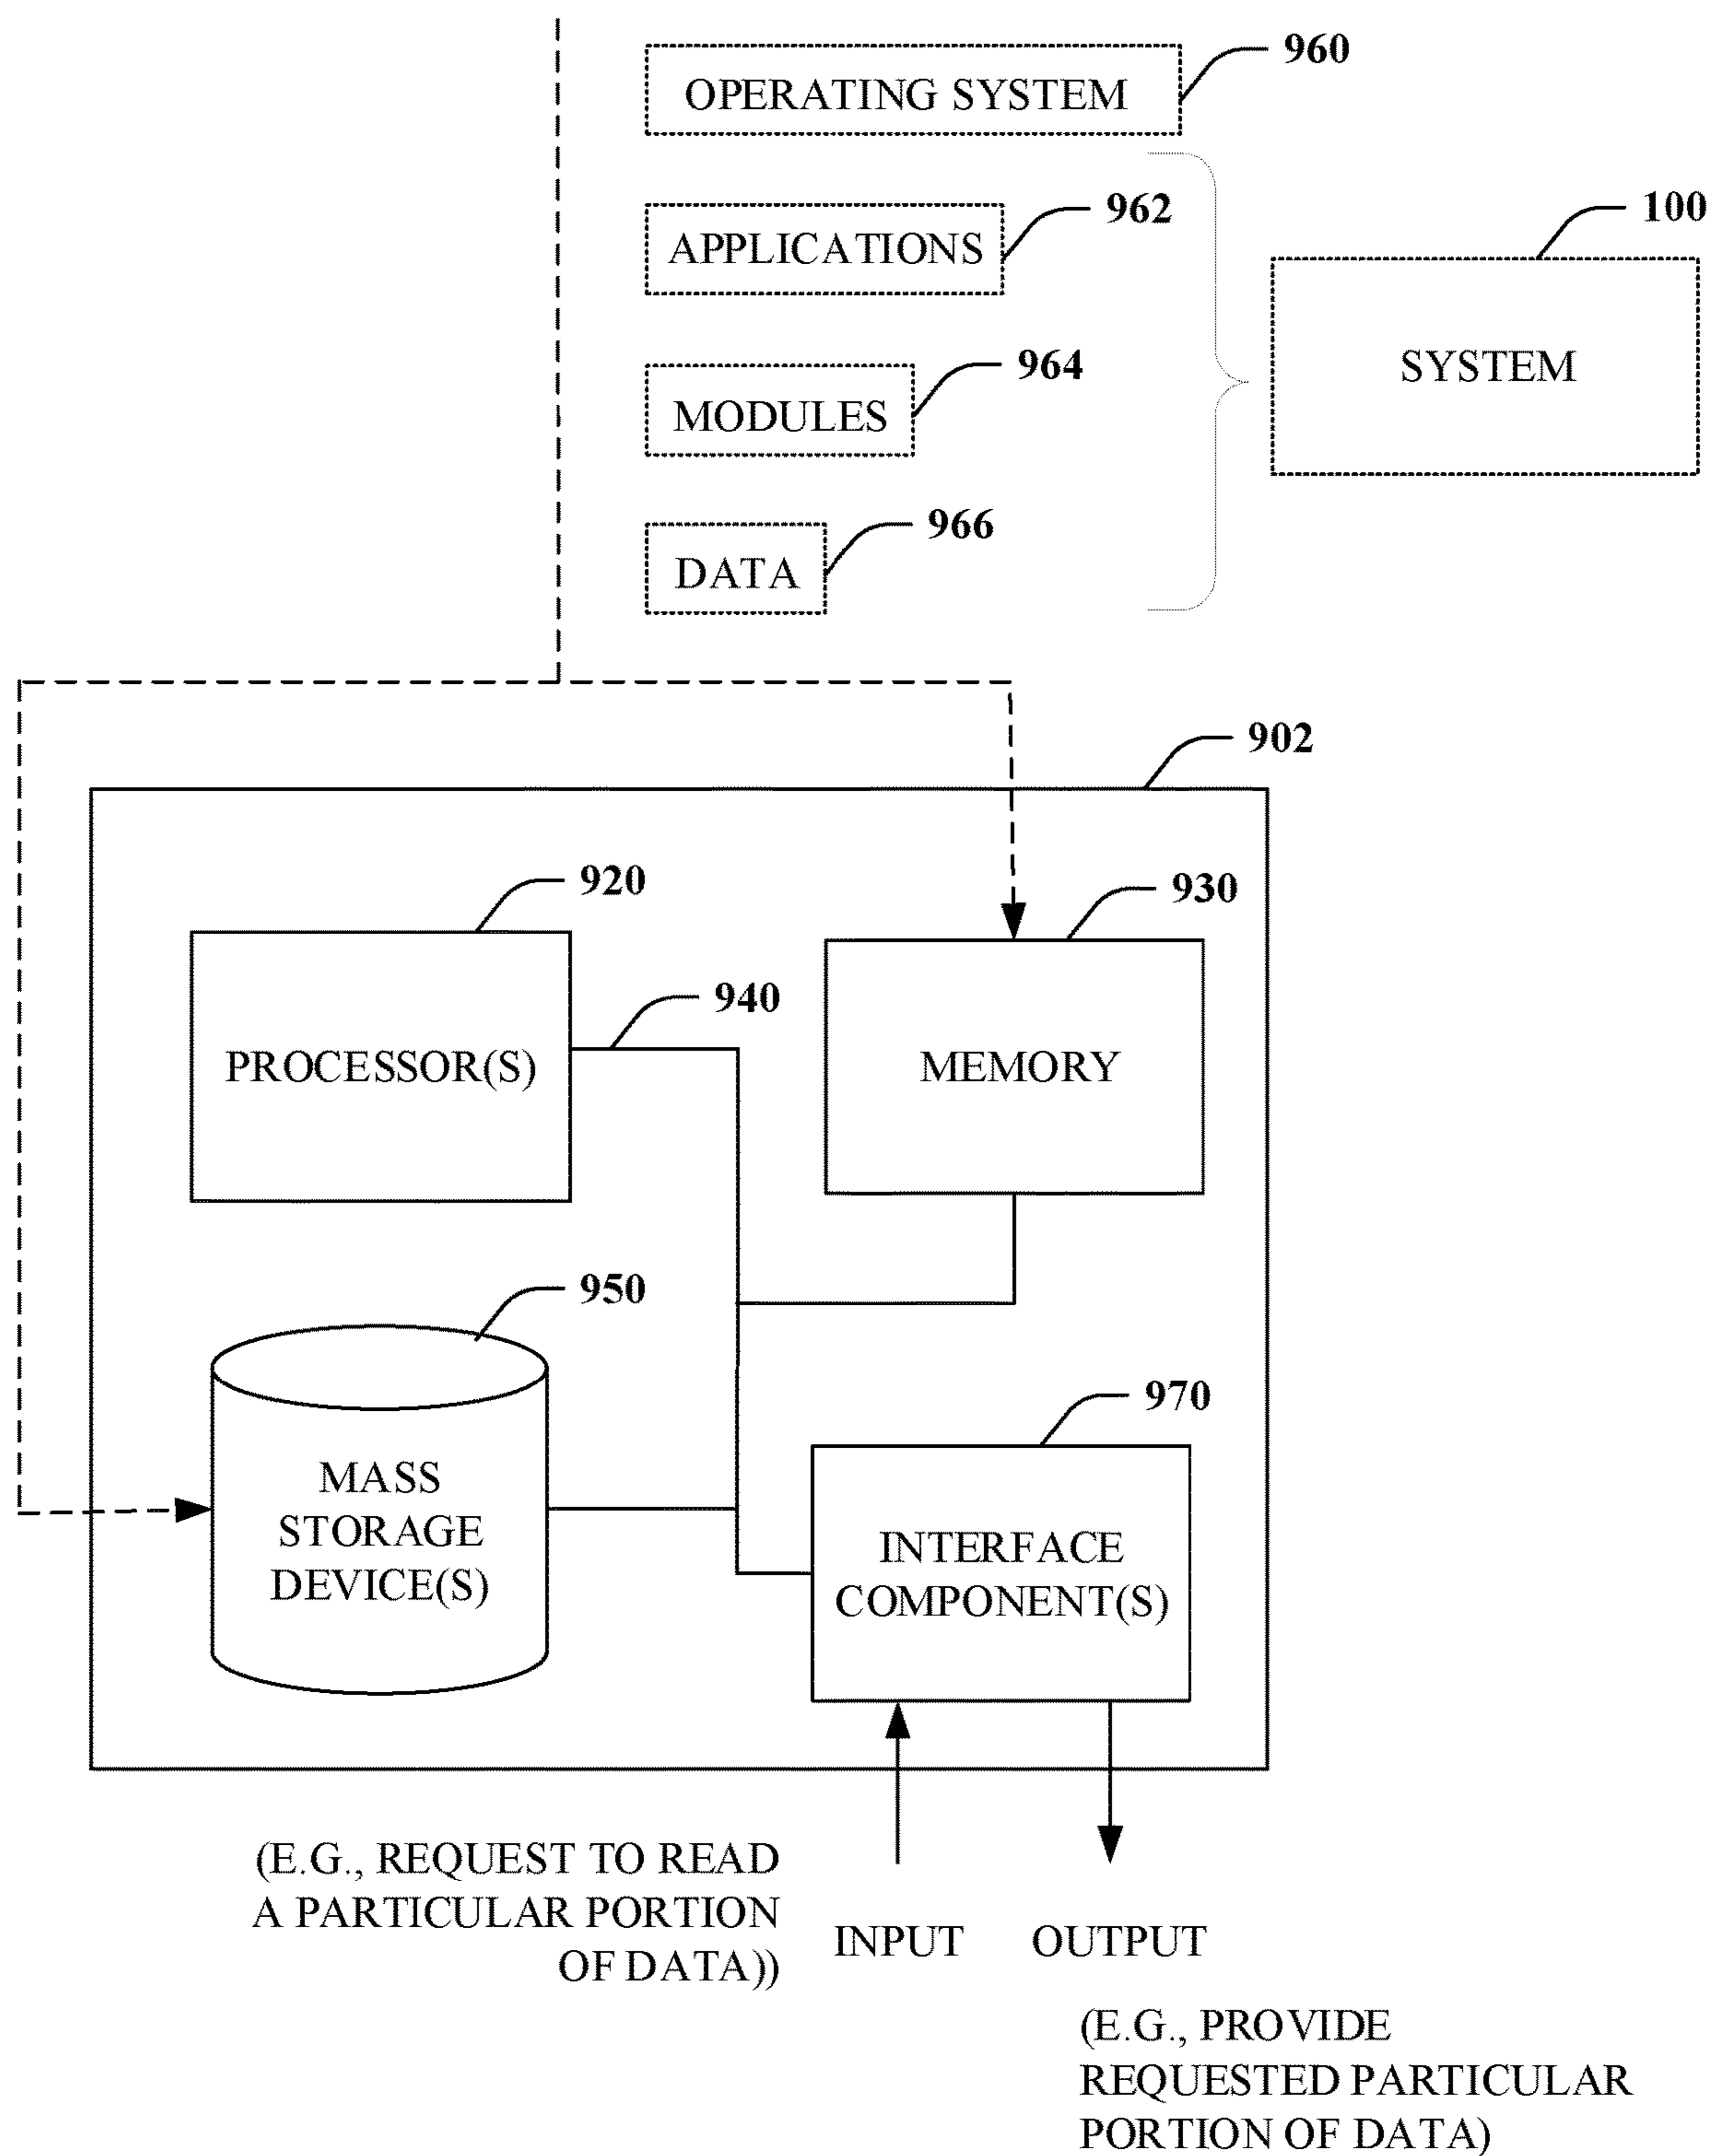 960
OPERATING SYSTEM
962
100
APPLICATIONS
SYSTEM
964
MODULES
966
DATA
902
920
930
940
PROCESSOR(S)
MEMORY
950
970
MASS
STORAGE
DEVICE(S)
INTERFACE
COMPONENT(S)
(E.G., REQUEST TO READ
A PARTICULAR PORTION
OF DATA))
INPUT
OUTPUT
(E.G., PROVIDE
REQUESTED PARTICULAR
PORTION OF DATA)